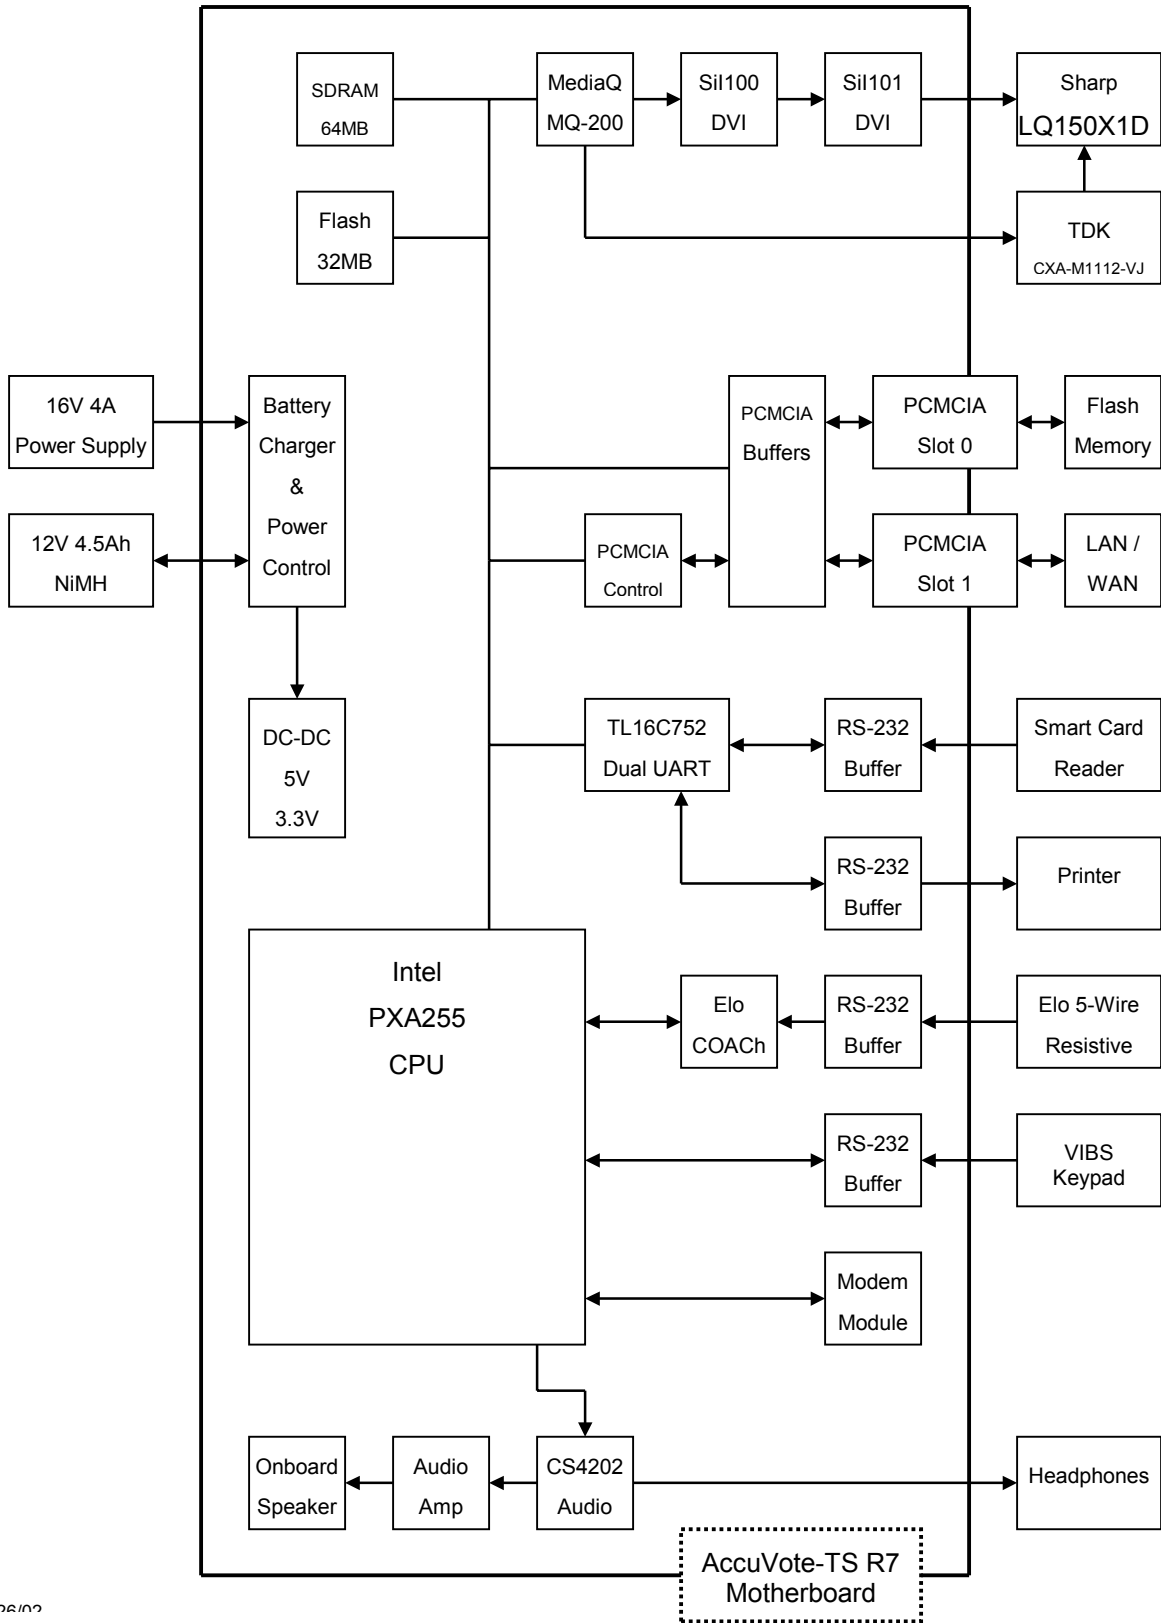 SDRAM
64MB
MediaQ
MQ-200
SiI100
DVI
SiI101
DVI
Sharp
LQ150X1D
Flash
32MB
TDK
CXA-M1112-VJ
16V 4A
Power Supply
Battery
Charger
&
Power
Control
PCMCIA
Buffers
PCMCIA
Slot 0
Flash
Memory
12V 4.5Ah
NiMH
PCMCIA
Control
PCMCIA
Slot 1
LAN /
WAN
DC-DC
5V
3.3V
TL16C752
Dual UART
RS-232
Buffer
Smart Card
Reader
RS-232
Buffer
Printer
Intel
PXA255
CPU
Elo
COACh
RS-232
Buffer
Elo 5-Wire
Resistive
RS-232
Buffer
VIBS
Keypad
Modem
Module
Onboard
Speaker
Audio
Amp
CS4202
Audio
Headphones
AccuVote-TS R7
Motherboard